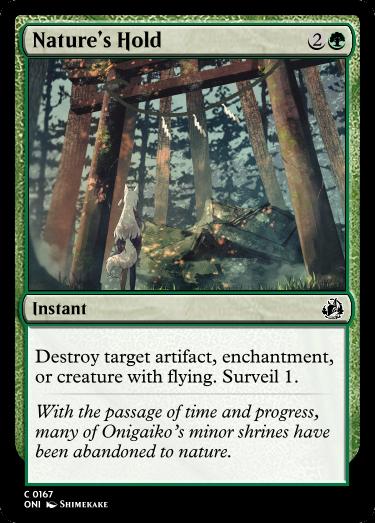 Nature's Hold 2
Instant
Destroy target artifact, enchantment,
or creature with flying. Surveil 1.
With the passage of time and progress,
many of Onigaiko's minor shrines have
been abandoned to nature.
C 0167
ONI SHIMEKAKE